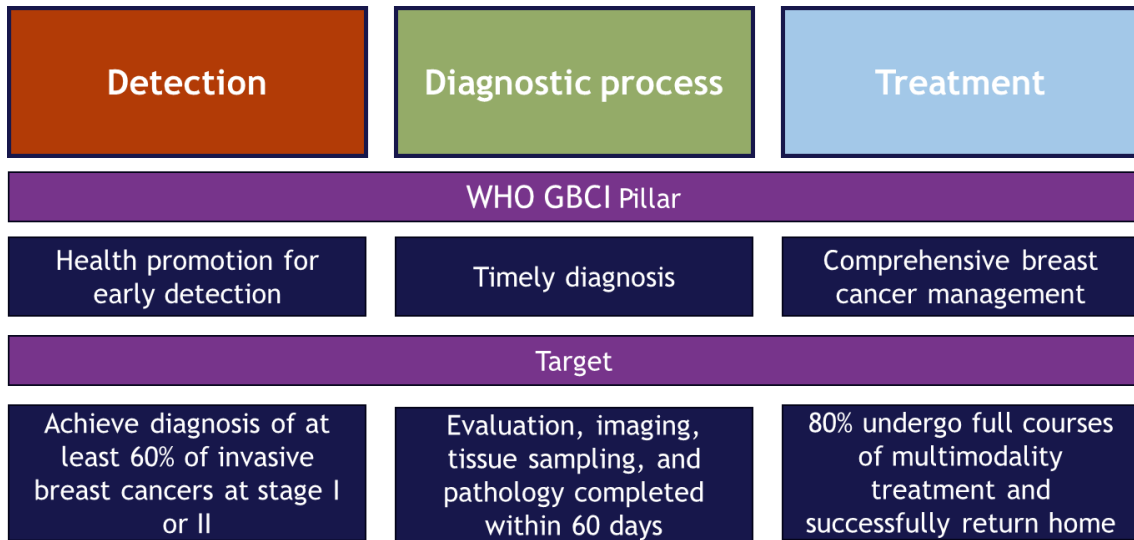 Detection
Diagnostic process
Treatment
WHO GBCI Pillar
Health promotion for
early detection
Timely diagnosis
Comprehensive breast
cancer management
Target
Achieve diagnosis of at
least 60% of invasive
breast cancers at stage I
or II
Evaluation, imaging,
tissue sampling, and
pathology completed
within 60 days
80% undergo full courses
of multimodality
treatment and
successfully return home